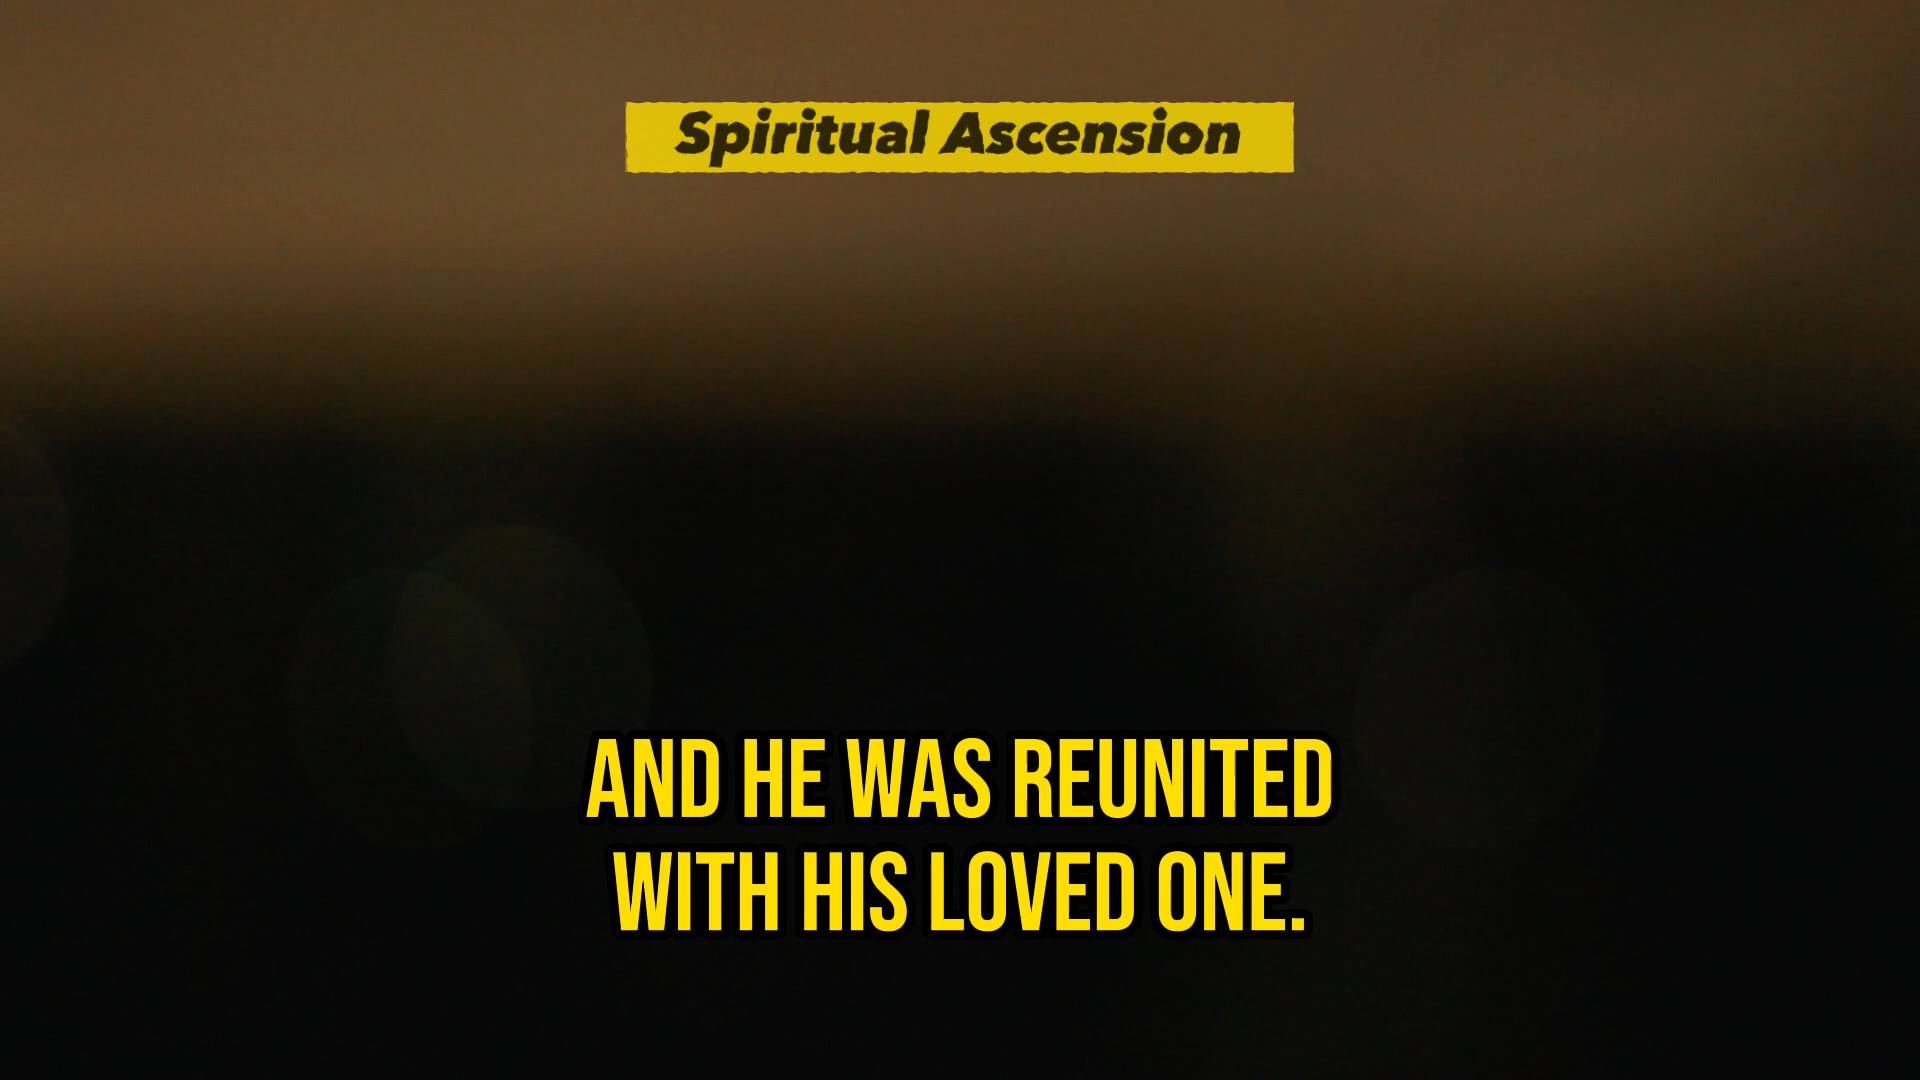 Spiritual Ascension
AND HE WAS REUNITED
WITH HIS LOVED ONE.